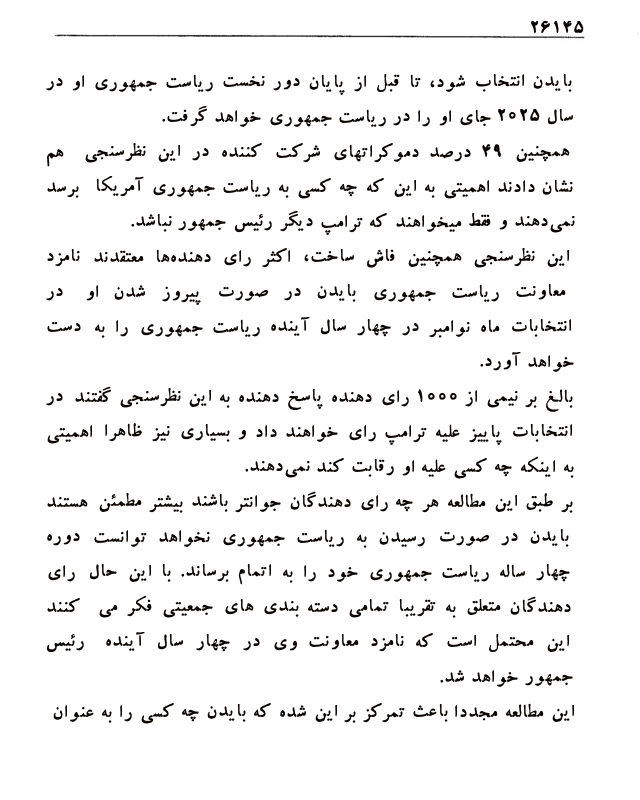 ۲۶۱۴۵
بایدن انتخاب شود، تا قبل از پایان دور نخست ریاست جمهوری او در
سال ۲۰۲۵ جای او را در ریاست جمهوری خواهد گرفت.
همچنین ۴۹ درصد دموکراتهای شرکت کننده در این نظرسنجی هم
نشان دادند اهمیتی به این که چه کسی به ریاست جمهوری آمریکا برسد
نمی‌دهند و فقط میخواهند که ترامپ دیگر رئیس جمهور نباشد.
این نظرسنجی همچنین فاش ساخت، اکثر رای دهنده‌ها معتقدند نامزد
معاونت ریاست جمهوری بایدن در صورت پیروز شدن او در
انتخابات ماه نوامبر در چهار سال آینده ریاست جمهوری را به دست
خواهد آورد.
بالغ بر نیمی از ۱۰۰۰ رای دهنده پاسخ دهنده به این نظرسنجی گفتند در
انتخابات پاییز علیه ترامپ رای خواهند داد و بسیاری نیز ظاهرا اهمیتی
به اینکه چه کسی علیه او رقابت کند نمی‌دهند.
بر طبق این مطالعه هر چه رای دهندگان جوانتر باشند بیشتر مطمئن هستند
بایدن در صورت رسیدن به ریاست جمهوری نخواهد توانست دوره
چهار ساله ریاست جمهوری خود را به اتمام برساند. با این حال رای
دهندگان متعلق به تقریبا تمامی دسته بندی های جمعیتی فکر می کنند
این محتمل است که نامزد معاونت وی در چهار سال آینده رئیس
جمهور خواهد شد.
این مطالعه مجددا باعث تمرکز بر این شده که بایدن چه کسی را به عنوان